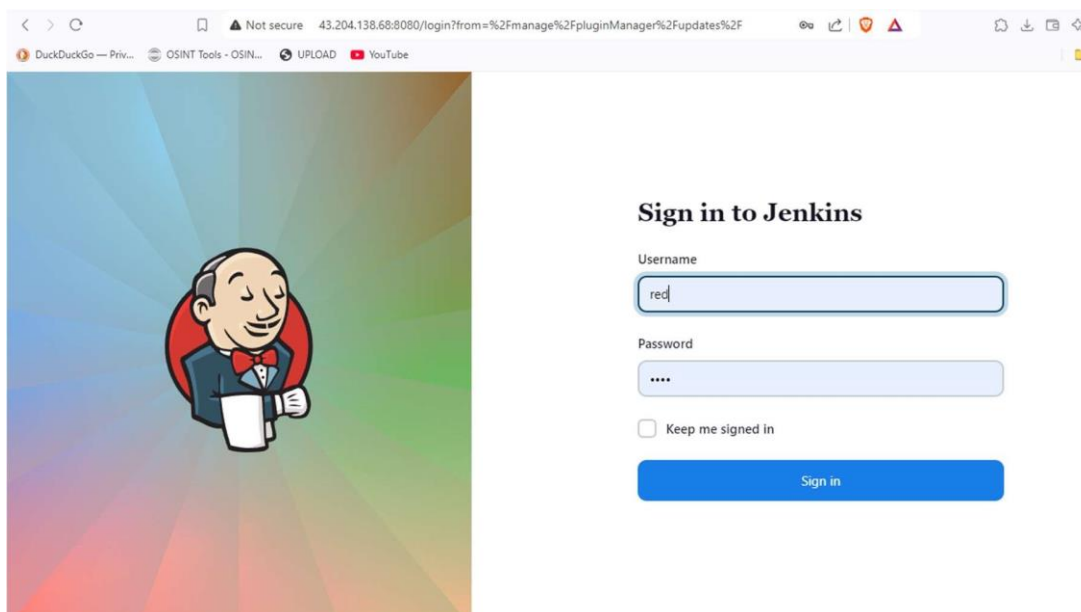 Not secure 43.204.138.68:8080/login?from=%2Fmanage%2FpluginManager%2Fupdates%2F
DuckDuckGo — Priv... OSINT Tools - OSIN... UPLOAD YouTube
Sign in to Jenkins
Username
red
Password
••••
Keep me signed in
Sign in